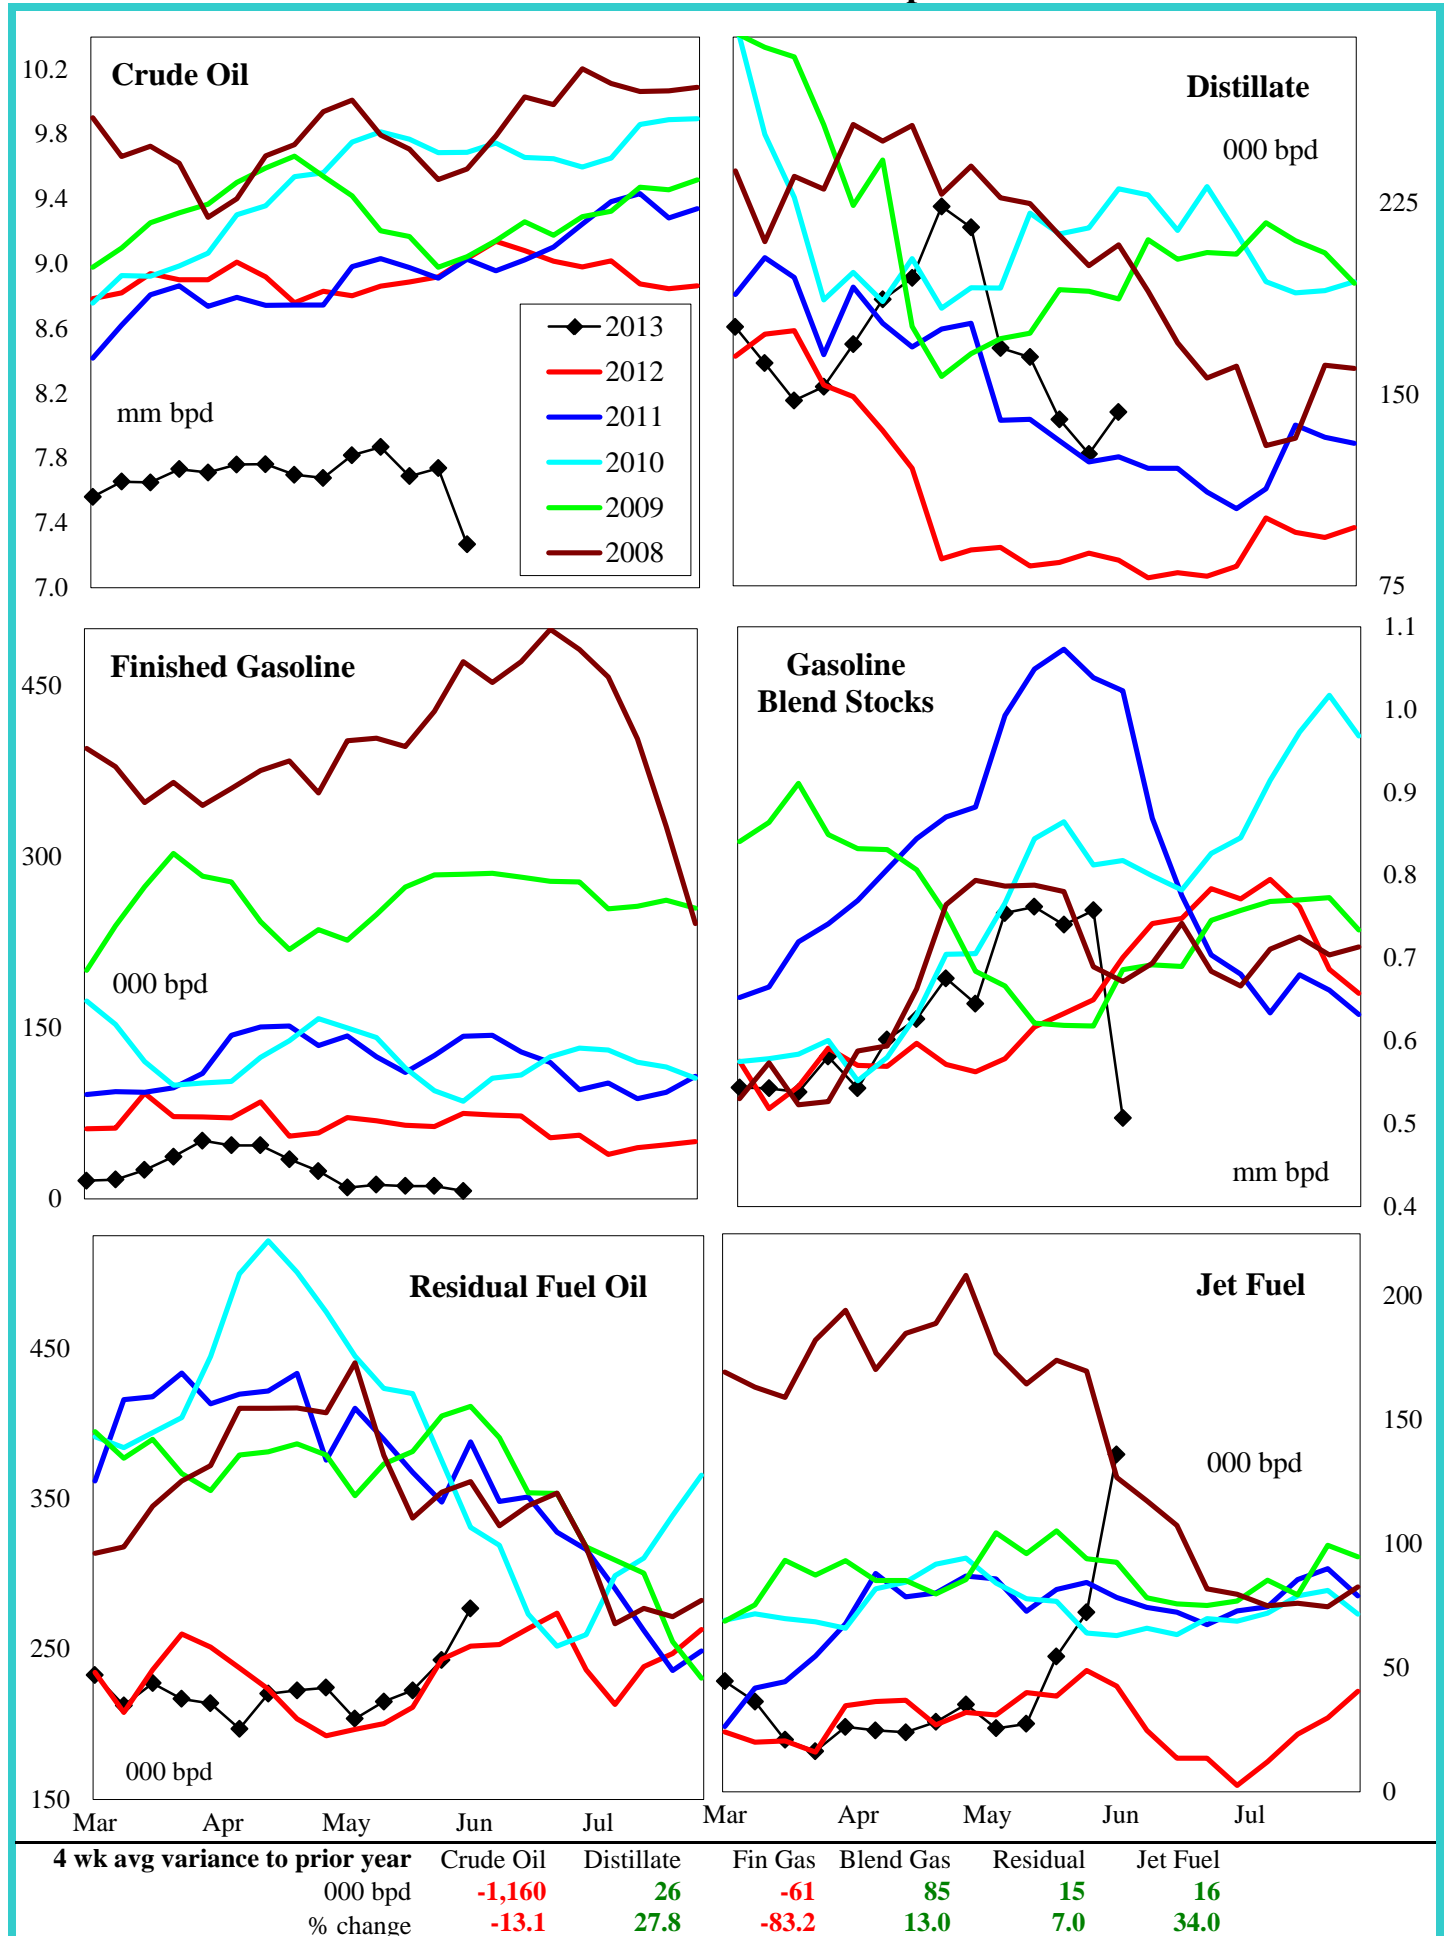 Crude Oil
10.2
9.8
9.4
9.0
8.6
8.2
7.8
7.4
7.0
mm bpd
2013
2012
2011
2010
2009
2008
Distillate
000 bpd
225
150
75
Finished Gasoline
450
300
150
0
000 bpd
Gasoline
Blend Stocks
1.1
1.0
0.9
0.8
0.7
0.6
0.5
0.4
mm bpd
Residual Fuel Oil
450
350
250
150
000 bpd
Mar Apr May Jun Jul
Jet Fuel
200
150
100
50
0
000 bpd
Mar Apr May Jun Jul
4 wk avg variance to prior year Crude Oil Distillate Fin Gas Blend Gas Residual Jet Fuel
000 bpd -1,160 26 -61 85 15 16
% change -13.1 27.8 -83.2 13.0 7.0 34.0